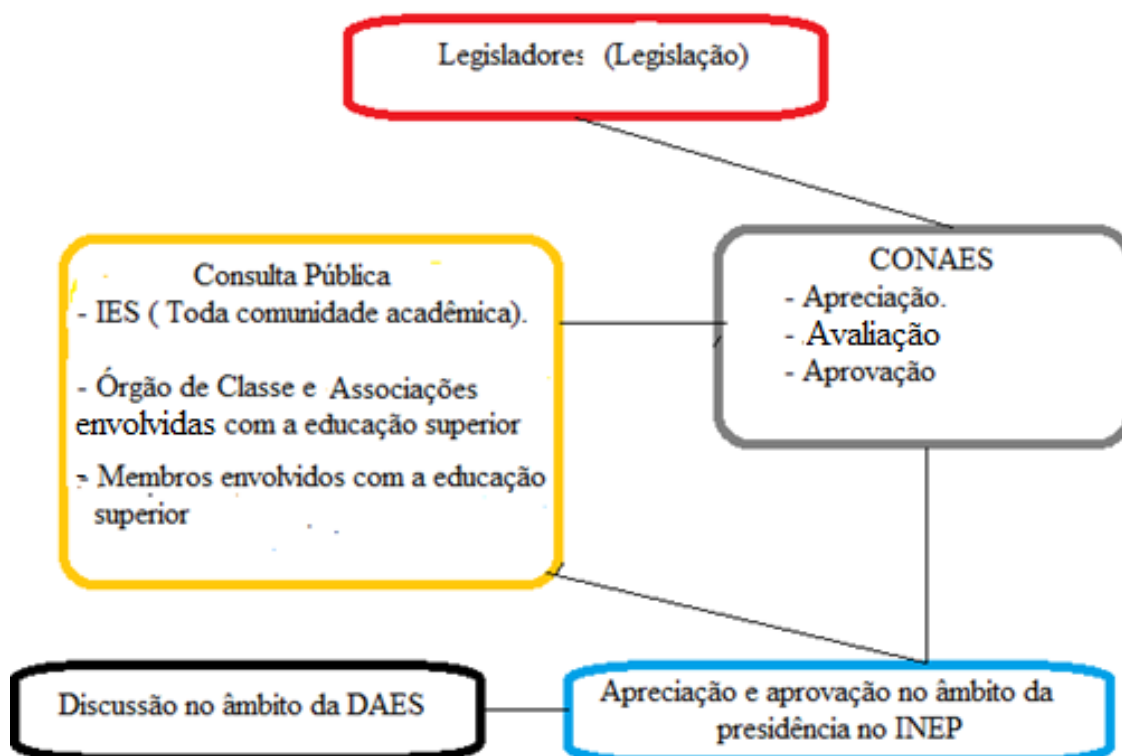 Legisladores (Legislação)
Consulta Pública
- IES ( Toda comunidade acadêmica).
- Órgão de Classe e Associações
envolvidas com a educação superior
- Membros envolvidos com a educação
superior
CONAES
- Apreciação.
- Avaliação
- Aprovação
Discussão no âmbito da DAES
Apreciação e aprovação no âmbito da
presidência no INEP